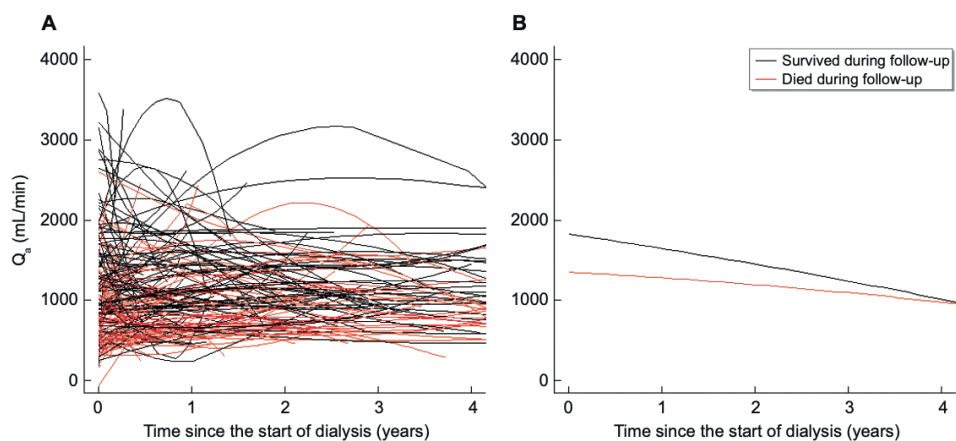 A
B
4000
3000
2000
1000
0
Qa (mL/min)
0 1 2 3 4
Time since the start of dialysis (years)
4000
3000
2000
1000
0
Survived during follow-up
Died during follow-up
0 1 2 3 4
Time since the start of dialysis (years)